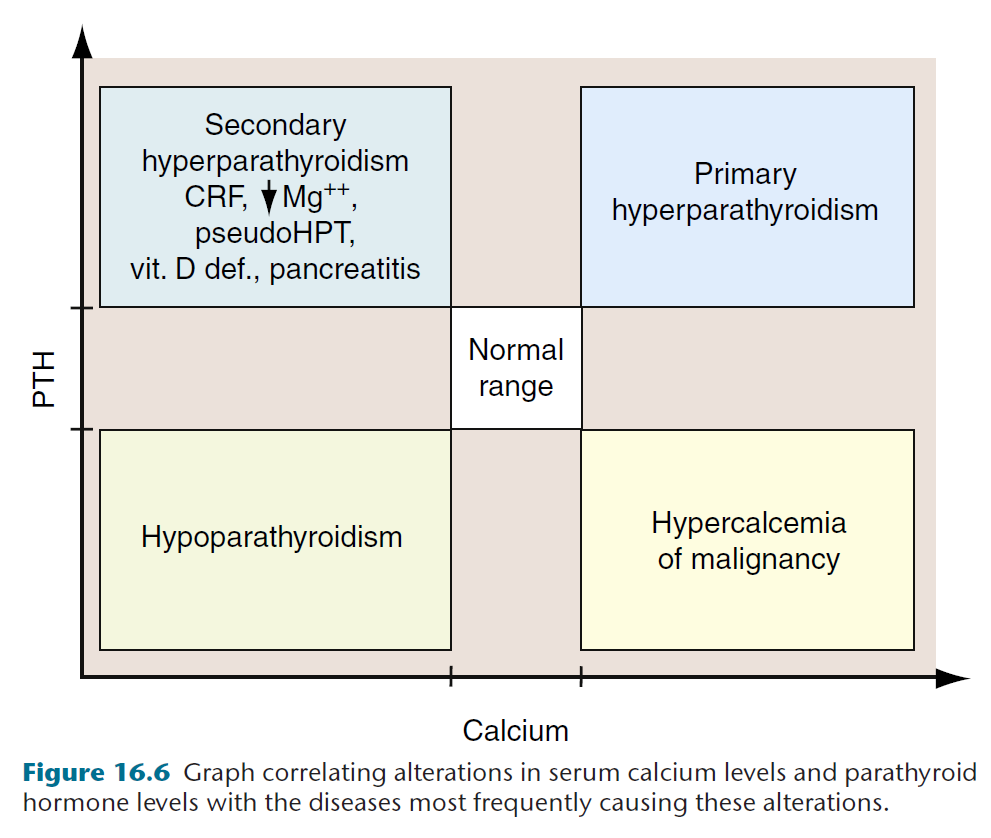 Secondary
hyperparathyroidism
CRF, Mg++,
pseudoHPT,
vit. D def., pancreatitis
Primary
hyperparathyroidism
Normal
range
PTH
Hypoparathyroidism
Hypercalcemia
of malignancy
Calcium
Figure 16.6 Graph correlating alterations in serum calcium levels and parathyroid
hormone levels with the diseases most frequently causing these alterations.